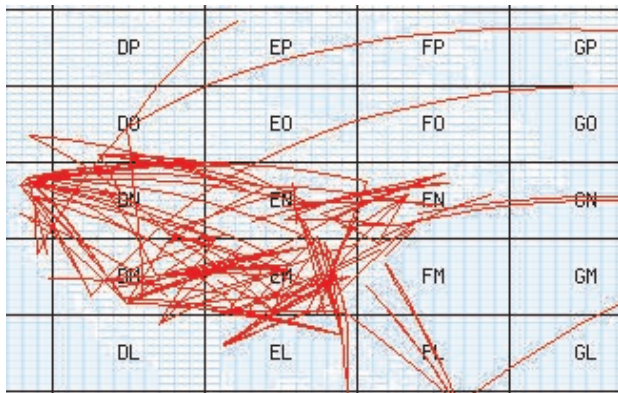 DP EP FP GP
DO EO FO GO
DN EN FN GN
DM EM FM GM
DL EL FL GL